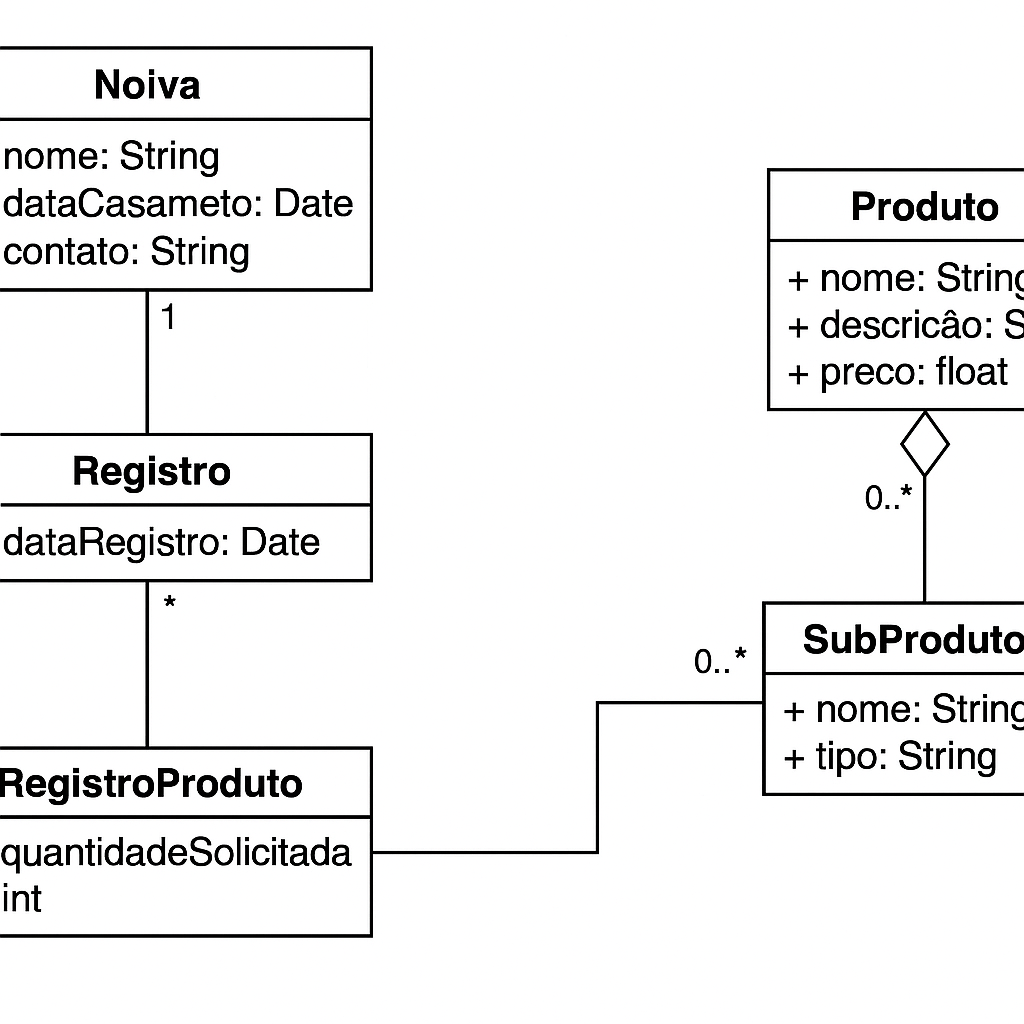 Noiva
nome: String
dataCasameto: Date
contato: String
1
Registro
dataRegistro: Date
*
RegistroProduto
quantidadeSolicitada
int
Produto
+ nome: String
+ descricâo: S
+ preco: float
0..*
SubProduto
+ nome: String
+ tipo: String
0..*